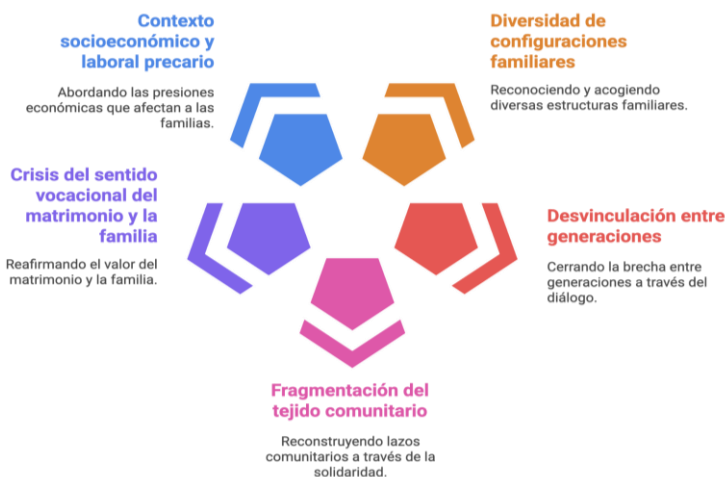 Contexto
socioeconómico y
laboral precario
Abordando las presiones
económicas que afectan a las
familias.
Diversidad de
configuraciones
familiares
Reconociendo y acogiendo
diversas estructuras familiares.
Crisis del sentido
vocacional del
matrimonio y la
familia
Reafirmando el valor del
matrimonio y la familia.
Desvinculación entre
generaciones
Cerrando la brecha entre
generaciones a través del
diálogo.
Fragmentación del
tejido comunitario
Reconstruyendo lazos
comunitarios a través de la
solidaridad.